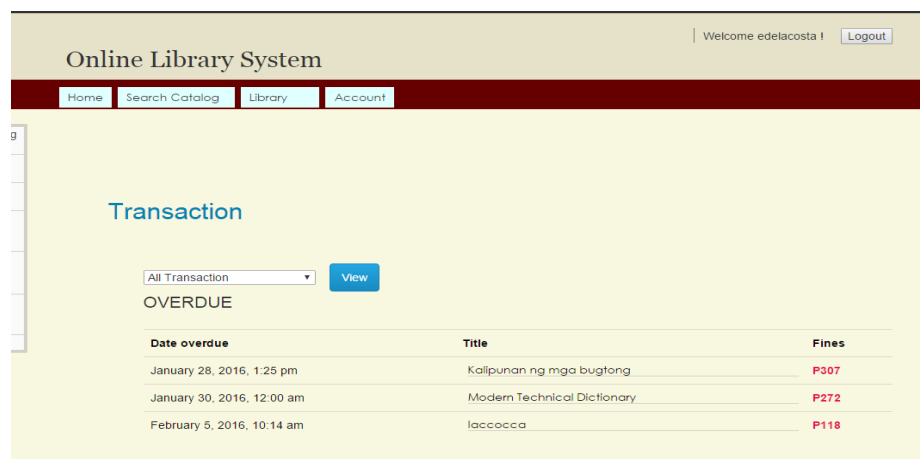 Welcome edelacosta ! Logout
Online Library System
Home Search Catalog Library Account
g
Transaction
All Transaction View
OVERDUE
Date overdue Title Fines
January 28, 2016, 1:25 pm Kalipunan ng mga bugtong P307
January 30, 2016, 12:00 am Modern Technical Dictionary P272
February 5, 2016, 10:14 am Iaccocca P118